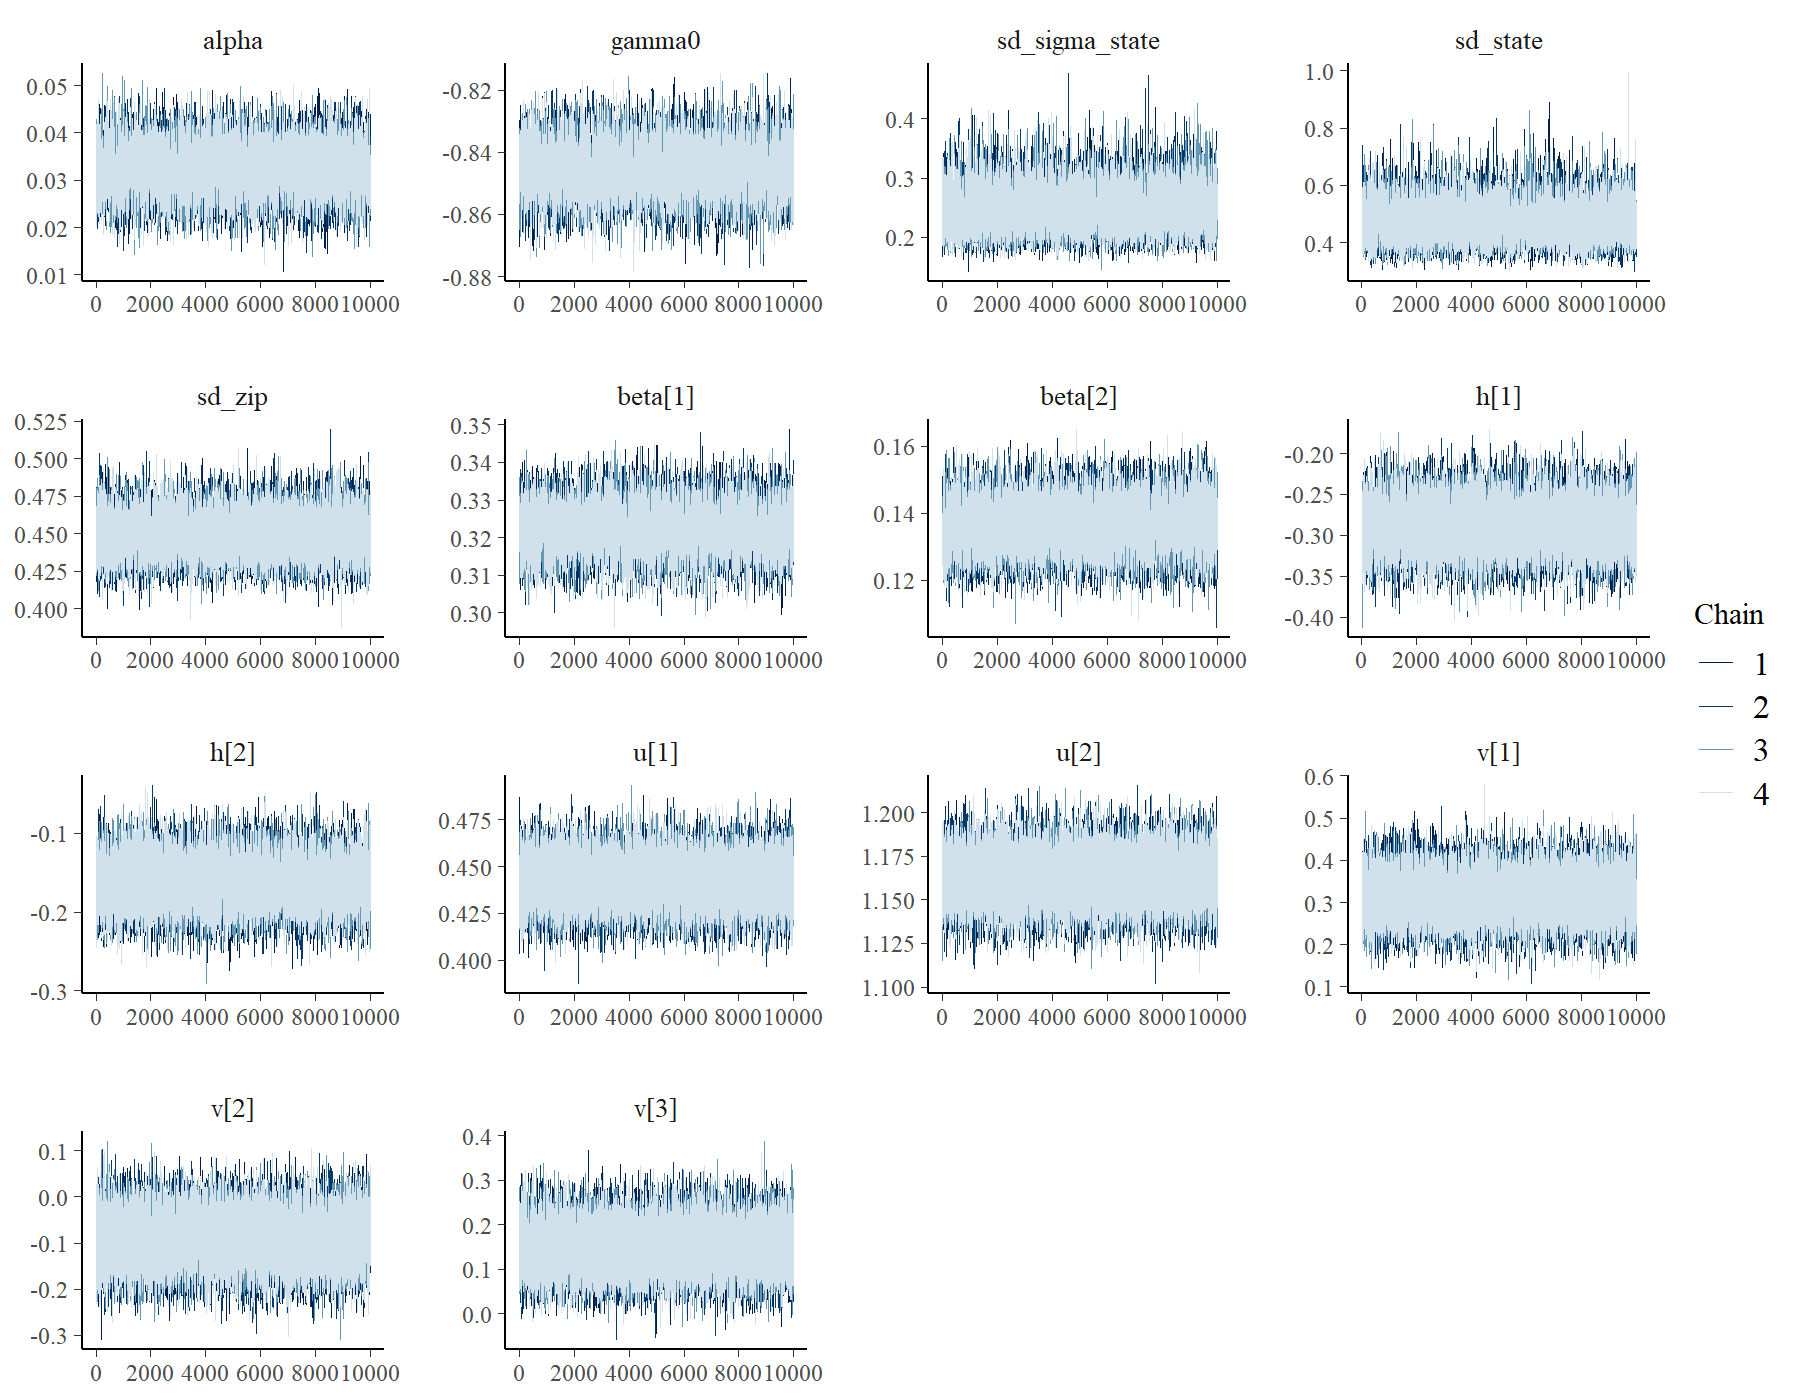 alpha gamma0 sd_sigma_state sd_state
0.05 0.04 0.03 0.02 0.01
-0.82 -0.84 -0.86 -0.88
0.4 0.3 0.2
1.0 0.8 0.6 0.4
0 2000 4000 6000 8000 10000 0 2000 4000 6000 8000 10000 0 2000 4000 6000 8000 10000 0 2000 4000 6000 8000 10000
sd_zip beta[1] beta[2] h[1]
0.525 0.500 0.475 0.450 0.425 0.400
0.35 0.34 0.33 0.32 0.31 0.30
0.16 0.14 0.12
-0.20 -0.25 -0.30 -0.35 -0.40
0 2000 4000 6000 8000 10000 0 2000 4000 6000 8000 10000 0 2000 4000 6000 8000 10000 0 2000 4000 6000 8000 10000
h[2] u[1] u[2] v[1]
-0.1 -0.2 -0.3
0.475 0.450 0.425 0.400
1.200 1.175 1.150 1.125 1.100
0.6 0.5 0.4 0.3 0.2 0.1
0 2000 4000 6000 8000 10000 0 2000 4000 6000 8000 10000 0 2000 4000 6000 8000 10000 0 2000 4000 6000 8000 10000
v[2] v[3]
0.1 0.0 -0.1 -0.2 -0.3
0.4 0.3 0.2 0.1 0.0
0 2000 4000 6000 8000 10000 0 2000 4000 6000 8000 10000
Chain
1
2
3
4